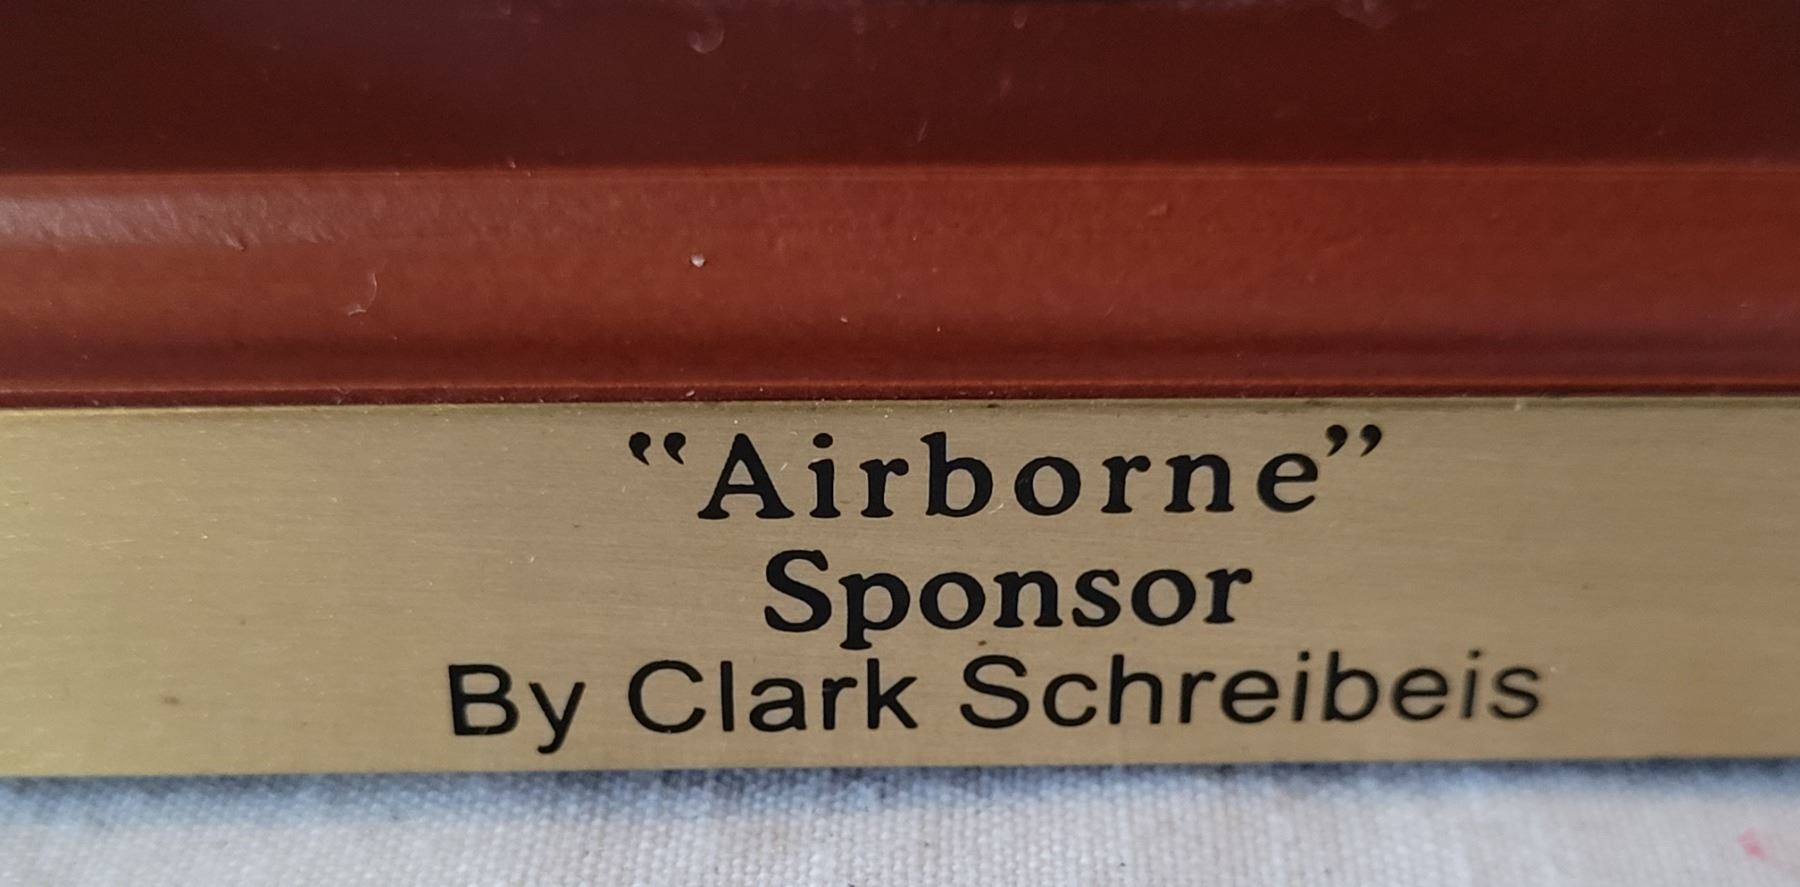 “Airborne”
Sponsor
By Clark Schreibeis